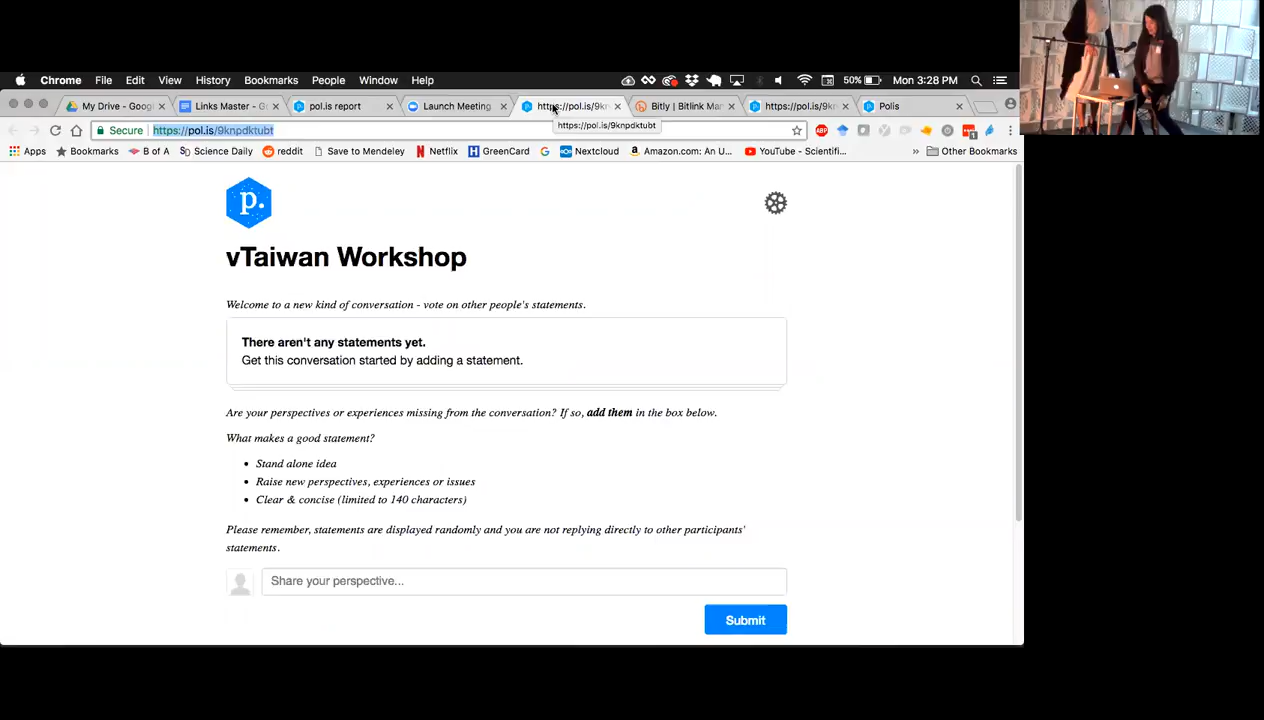 Chrome File Edit View History Bookmarks People Window Help 50% Mon 3:28 PM
My Drive - Goog Links Master - G pol.is report Launch Meeting https://pol.is/9kn Bitly | Bitlink Man https://pol.is/9kn Polis
Secure https://pol.is/9knpdktubt
https://pol.is/9knpdktubt
Apps Bookmarks B of A Science Daily reddit Save to Mendeley Netflix GreenCard Nextcloud Amazon.com: An U... YouTube - Scientifi... » Other Bookmarks
p.
vTaiwan Workshop
Welcome to a new kind of conversation - vote on other people's statements.
There aren't any statements yet.
Get this conversation started by adding a statement.
Are your perspectives or experiences missing from the conversation? If so, add them in the box below.
What makes a good statement?
• Stand alone idea
• Raise new perspectives, experiences or issues
• Clear & concise (limited to 140 characters)
Please remember, statements are displayed randomly and you are not replying directly to other participants'
statements.
Share your perspective...
Submit